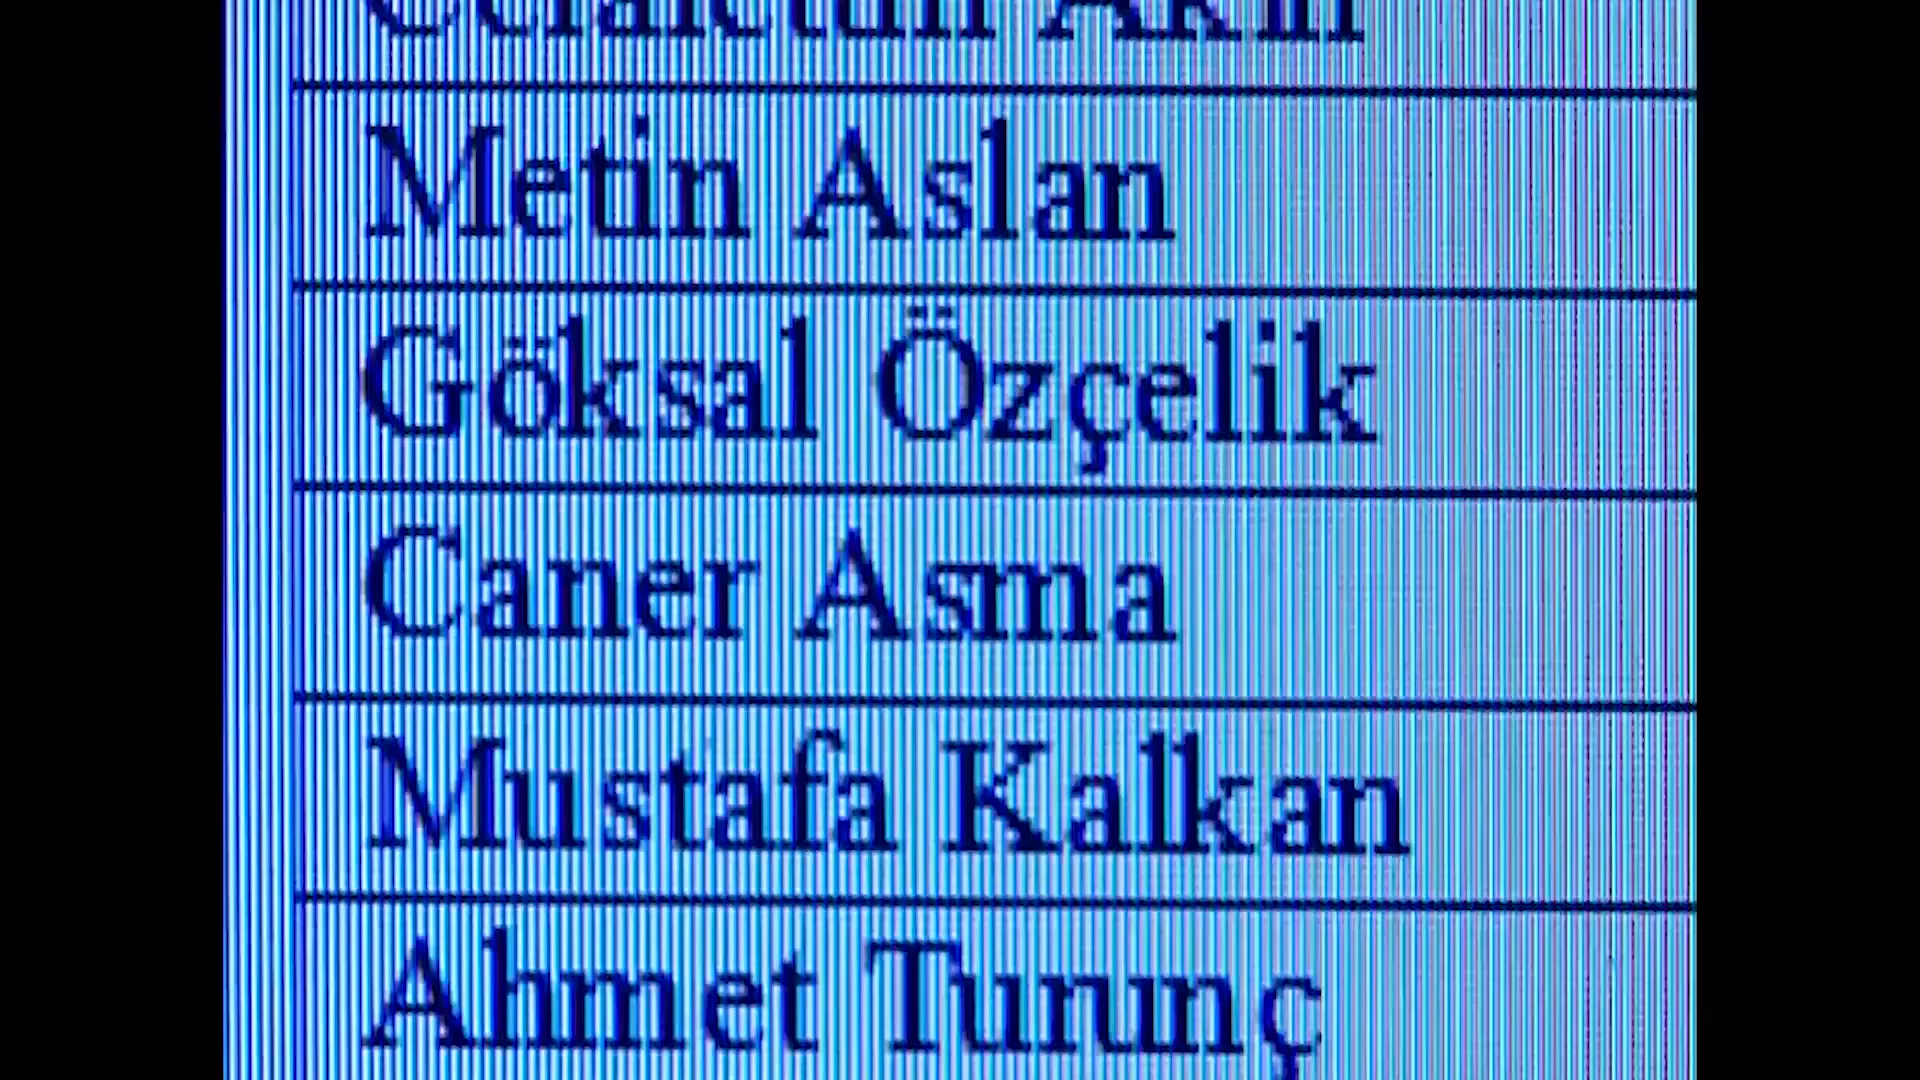 Metin Aslan
Göksal Özçelik
Caner Asma
Mustafa Kalkan
Ahmet Turunç